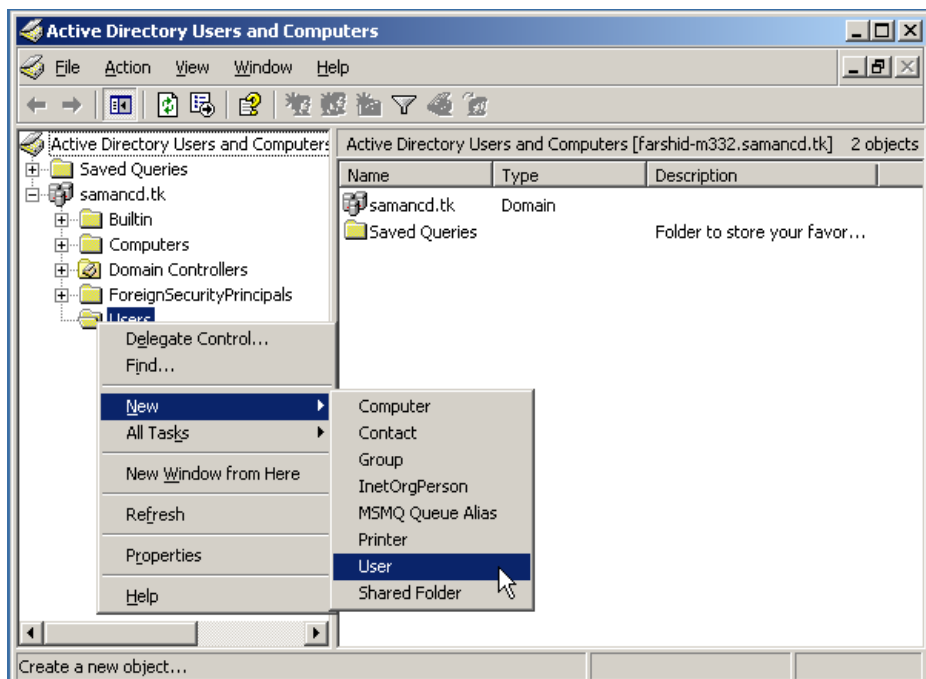 Active Directory Users and Computers
File Action View Window Help
Active Directory Users and Computers
Saved Queries
samancd.tk
Builtin
Computers
Domain Controllers
ForeignSecurityPrincipals
Users
Active Directory Users and Computers [farshid-m332.samancd.tk] 2 objects
Name Type Description
samancd.tk Domain
Saved Queries Folder to store your favor...
Delegate Control...
Find...
New
All Tasks
New Window from Here
Refresh
Properties
Help
Computer
Contact
Group
InetOrgPerson
MSMQ Queue Alias
Printer
User
Shared Folder
Create a new object...